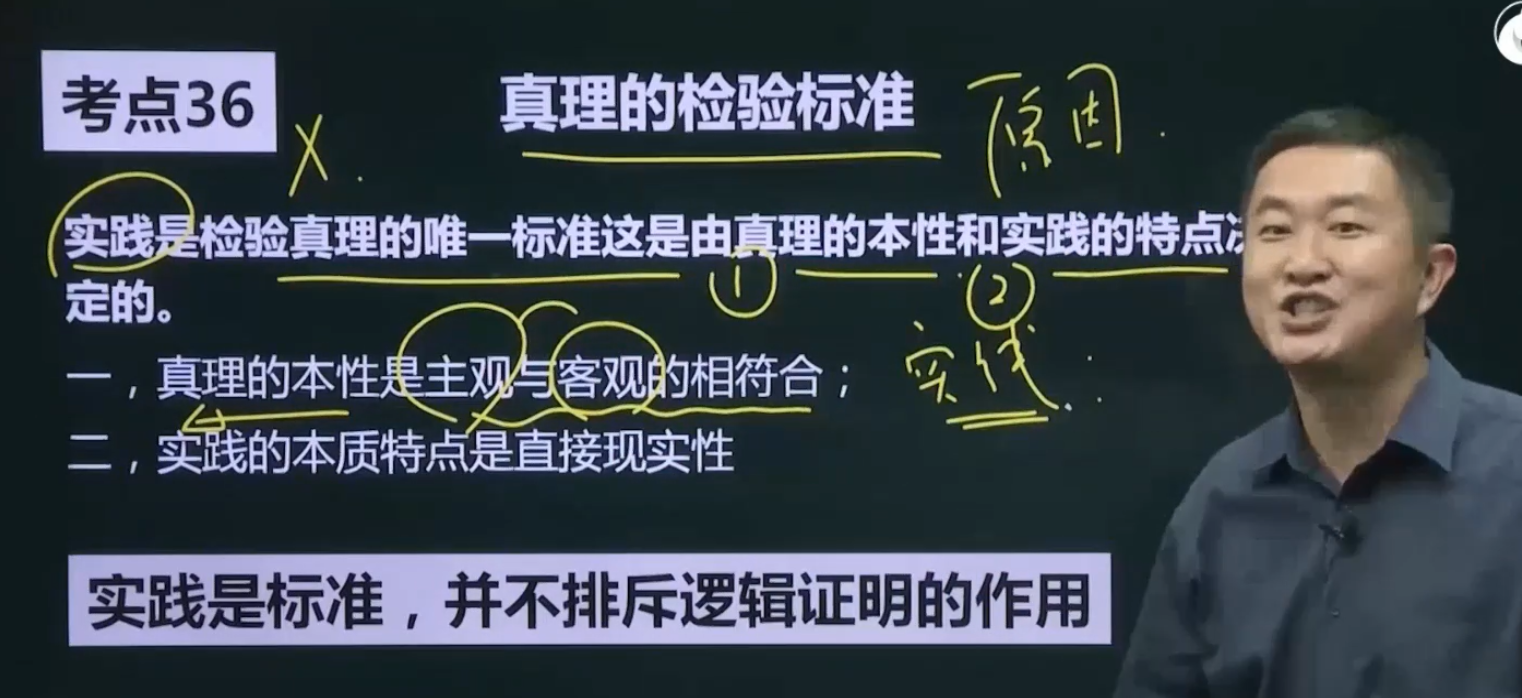 考点36
真理的检验标准
原因.
X.
实践是检验真理的唯一标准这是由真理的本性和实践的特点决
定的。
① ②
一，真理的本性是主观与客观的相符合；
实践
二，实践的本质特点是直接现实性
实践是标准，并不排斥逻辑证明的作用